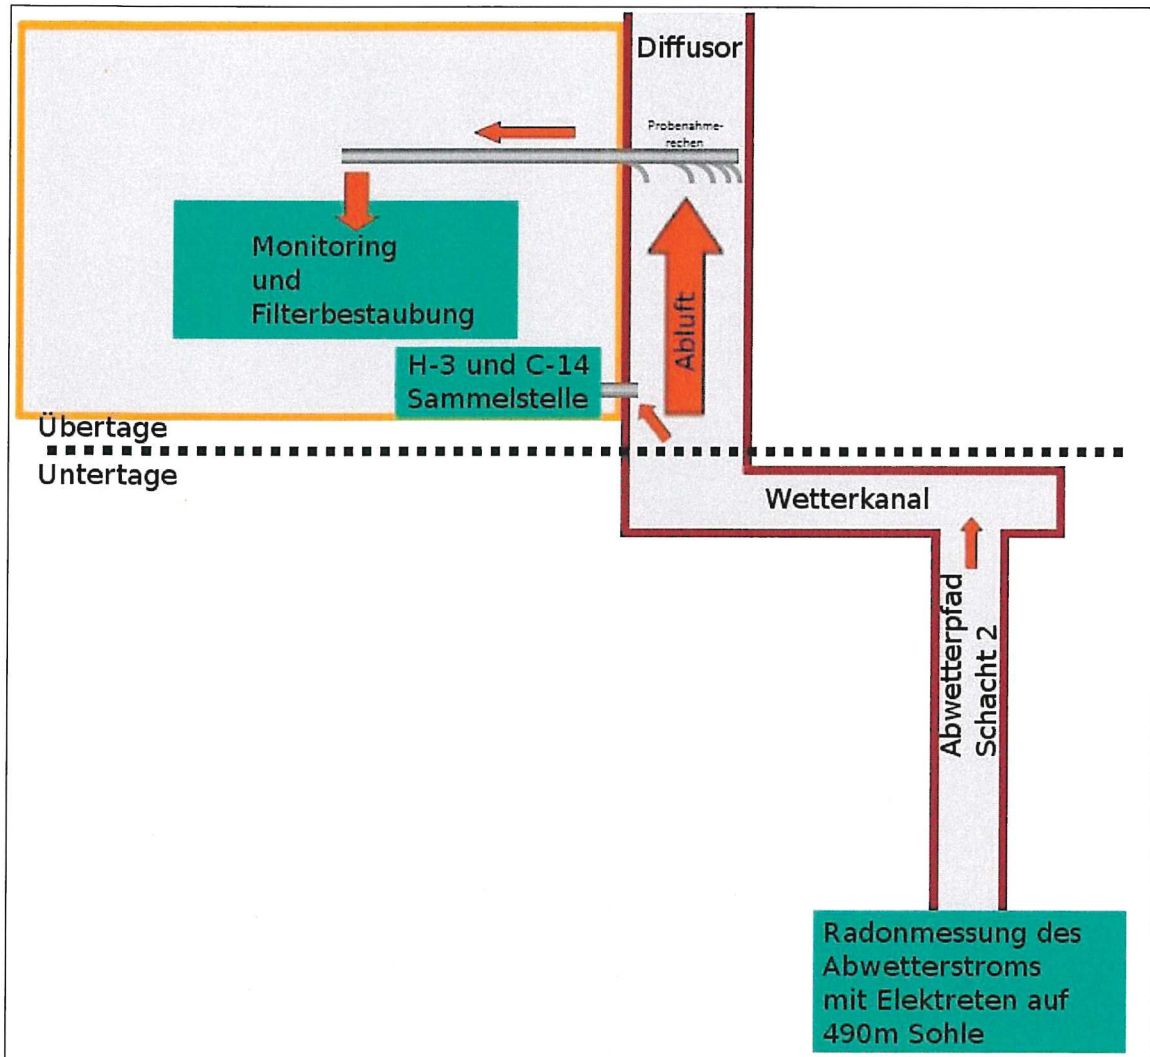 Diffusor
Probenahme-
rechen
Monitoring
und
Filterbestaubung
Abluft
H-3 und C-14
Sammelstelle
Übertage
Untertage
Wetterkanal
Abwetterpfad
Schacht 2
Radonmessung des
Abwetterstroms
mit Elektreten auf
490m Sohle